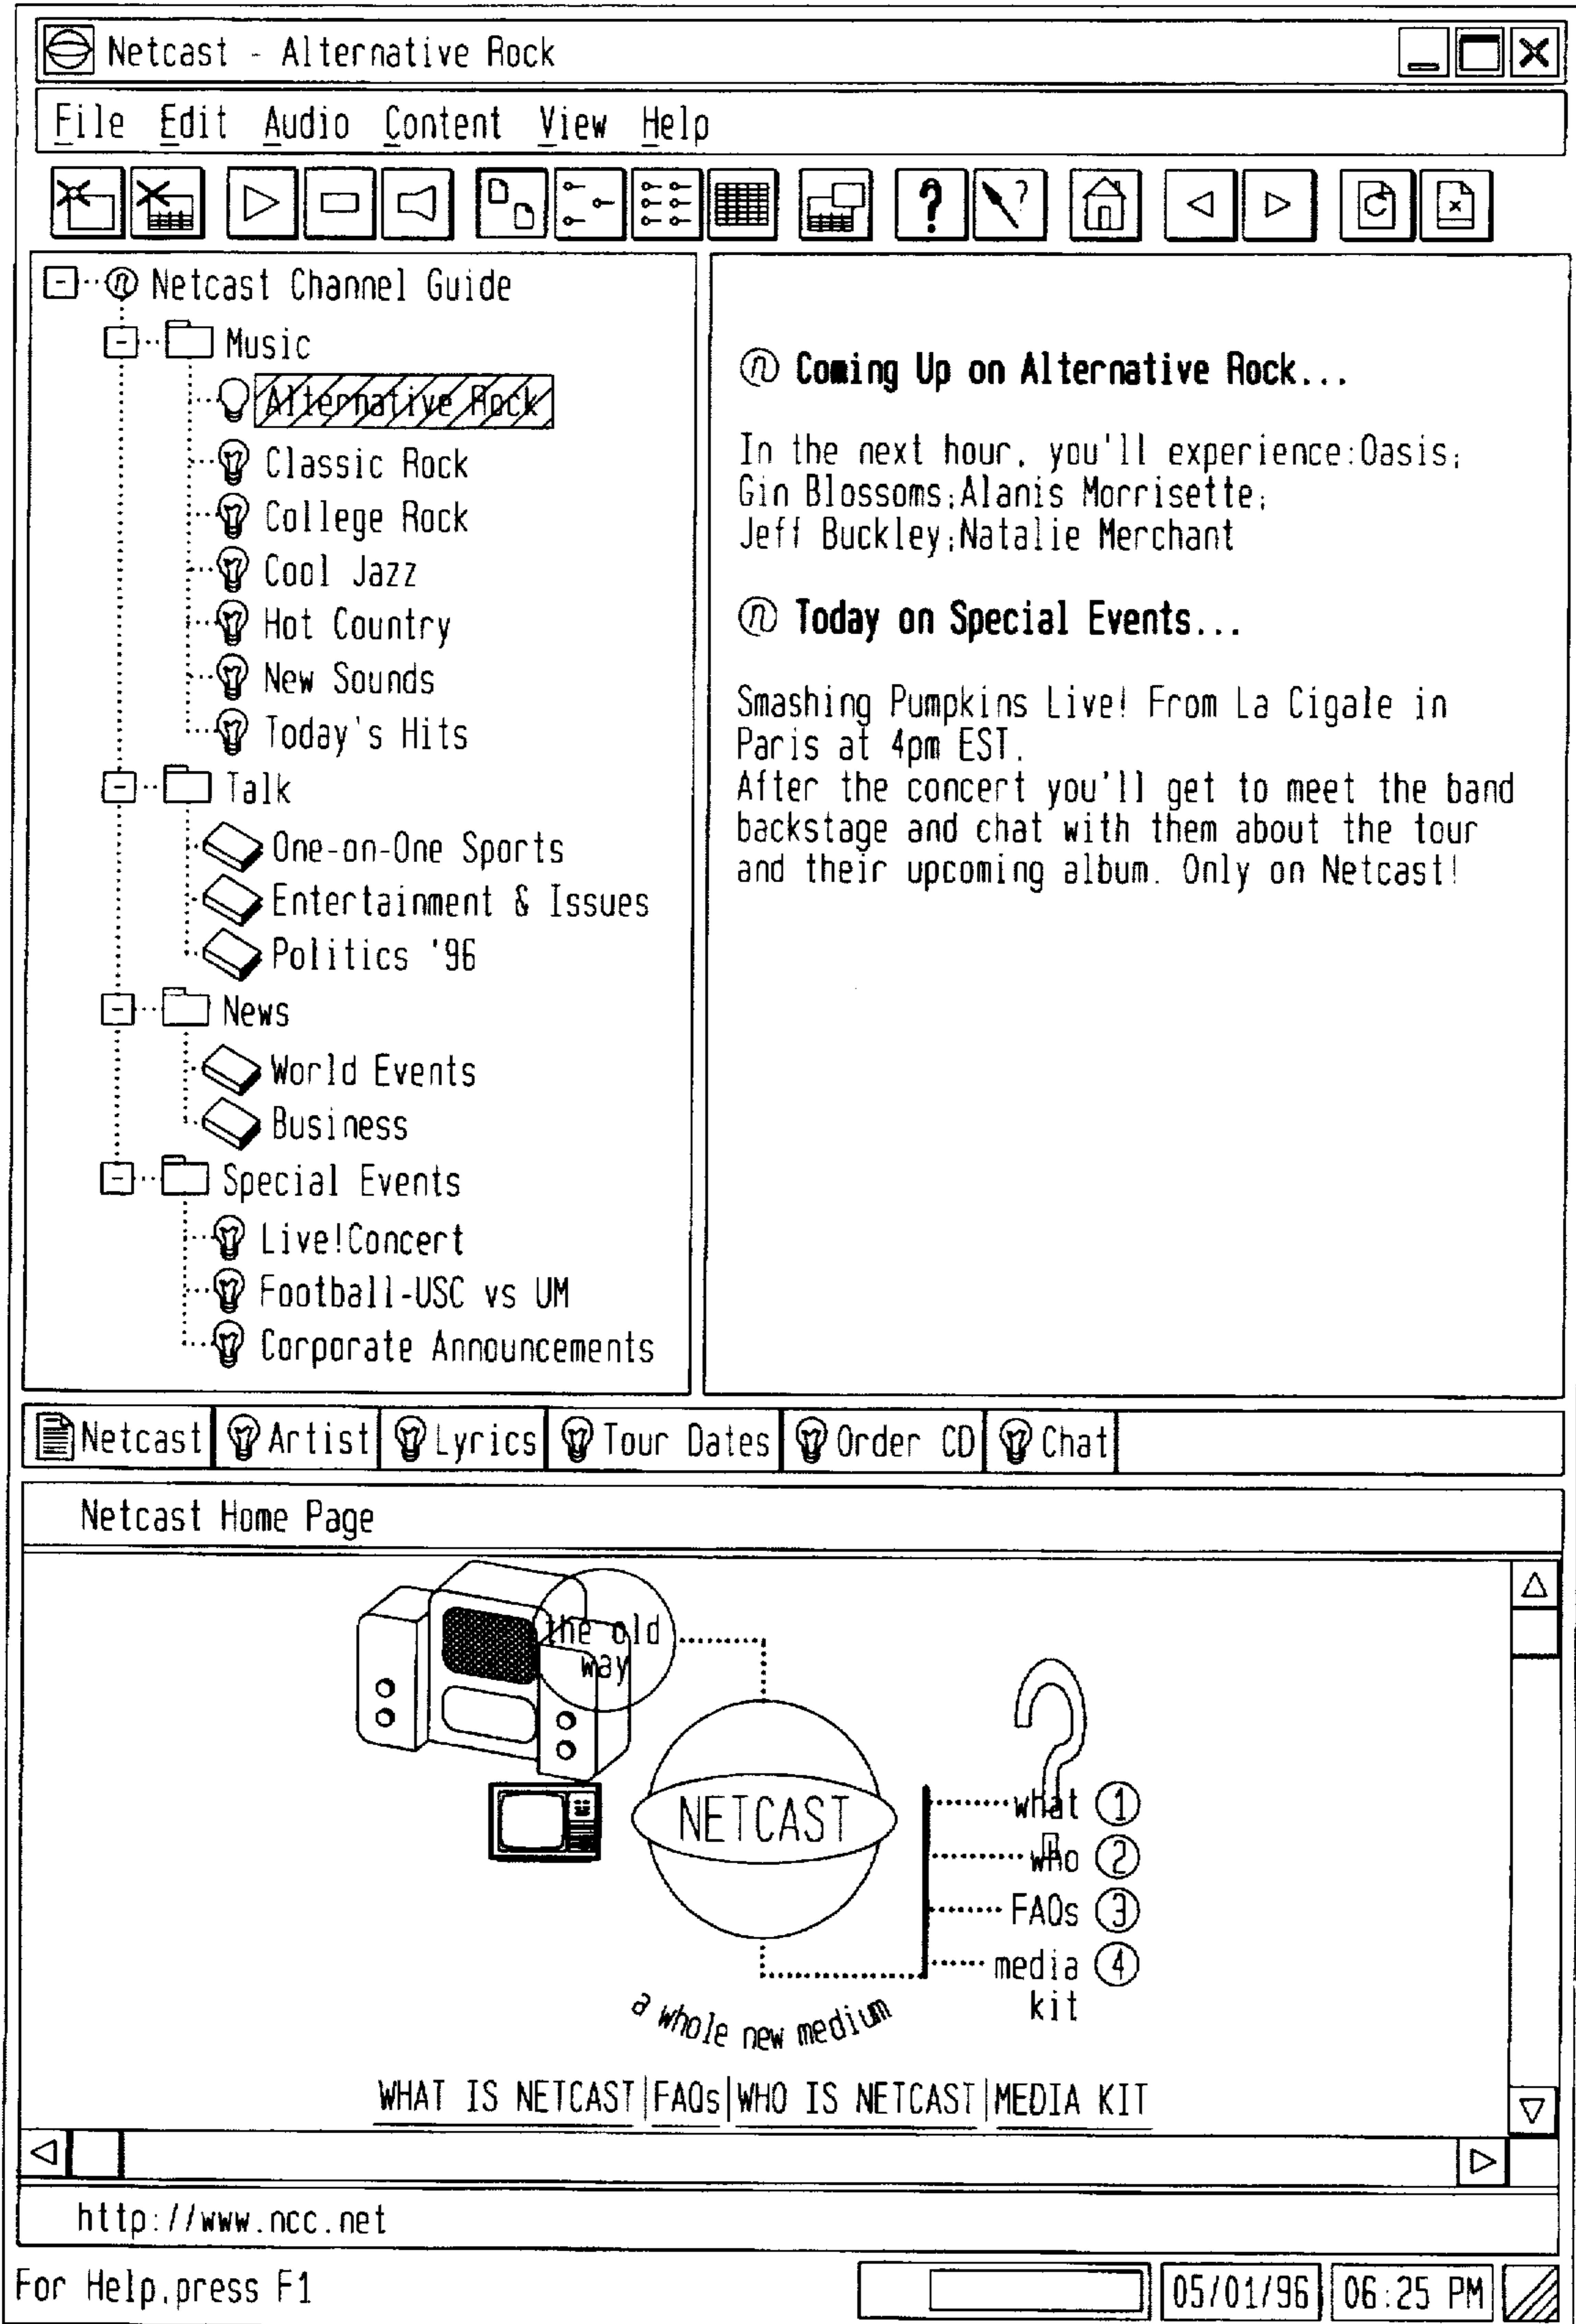 Netcast - Alternative Rock
File Edit Audio Content View Help
Netcast Channel Guide
Music
Alternative Rock
Classic Rock
College Rock
Cool Jazz
Hot Country
New Sounds
Today's Hits
Talk
One-on-One Sports
Entertainment & Issues
Politics '96
News
World Events
Business
Special Events
Live!Concert
Football-USC vs UM
Corporate Announcements
Coming Up on Alternative Rock...
In the next hour, you'll experience:Oasis;
Gin Blossoms;Alanis Morrisette;
Jeff Buckley;Natalie Merchant
Today on Special Events...
Smashing Pumpkins Live! From La Cigale in
Paris at 4pm EST.
After the concert you'll get to meet the band
backstage and chat with them about the tour
and their upcoming album. Only on Netcast!
Netcast Artist Lyrics Tour Dates Order CD Chat
Netcast Home Page
the old
way
NETCAST
what 1
who 2
FAQs 3
media 4
kit
a whole new medium
WHAT IS NETCAST|FAQs|WHO IS NETCAST|MEDIA KIT
http://www.ncc.net
For Help,press F1 05/01/96 06:25 PM